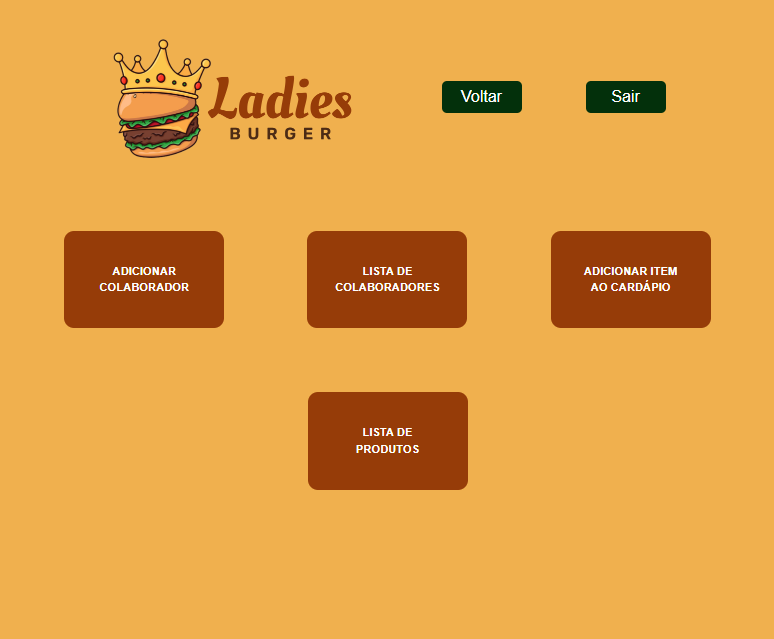 Ladies
BURGER
Voltar
Sair
ADICIONAR
COLABORADOR
LISTA DE
COLABORADORES
ADICIONAR ITEM
AO CARDÁPIO
LISTA DE
PRODUTOS